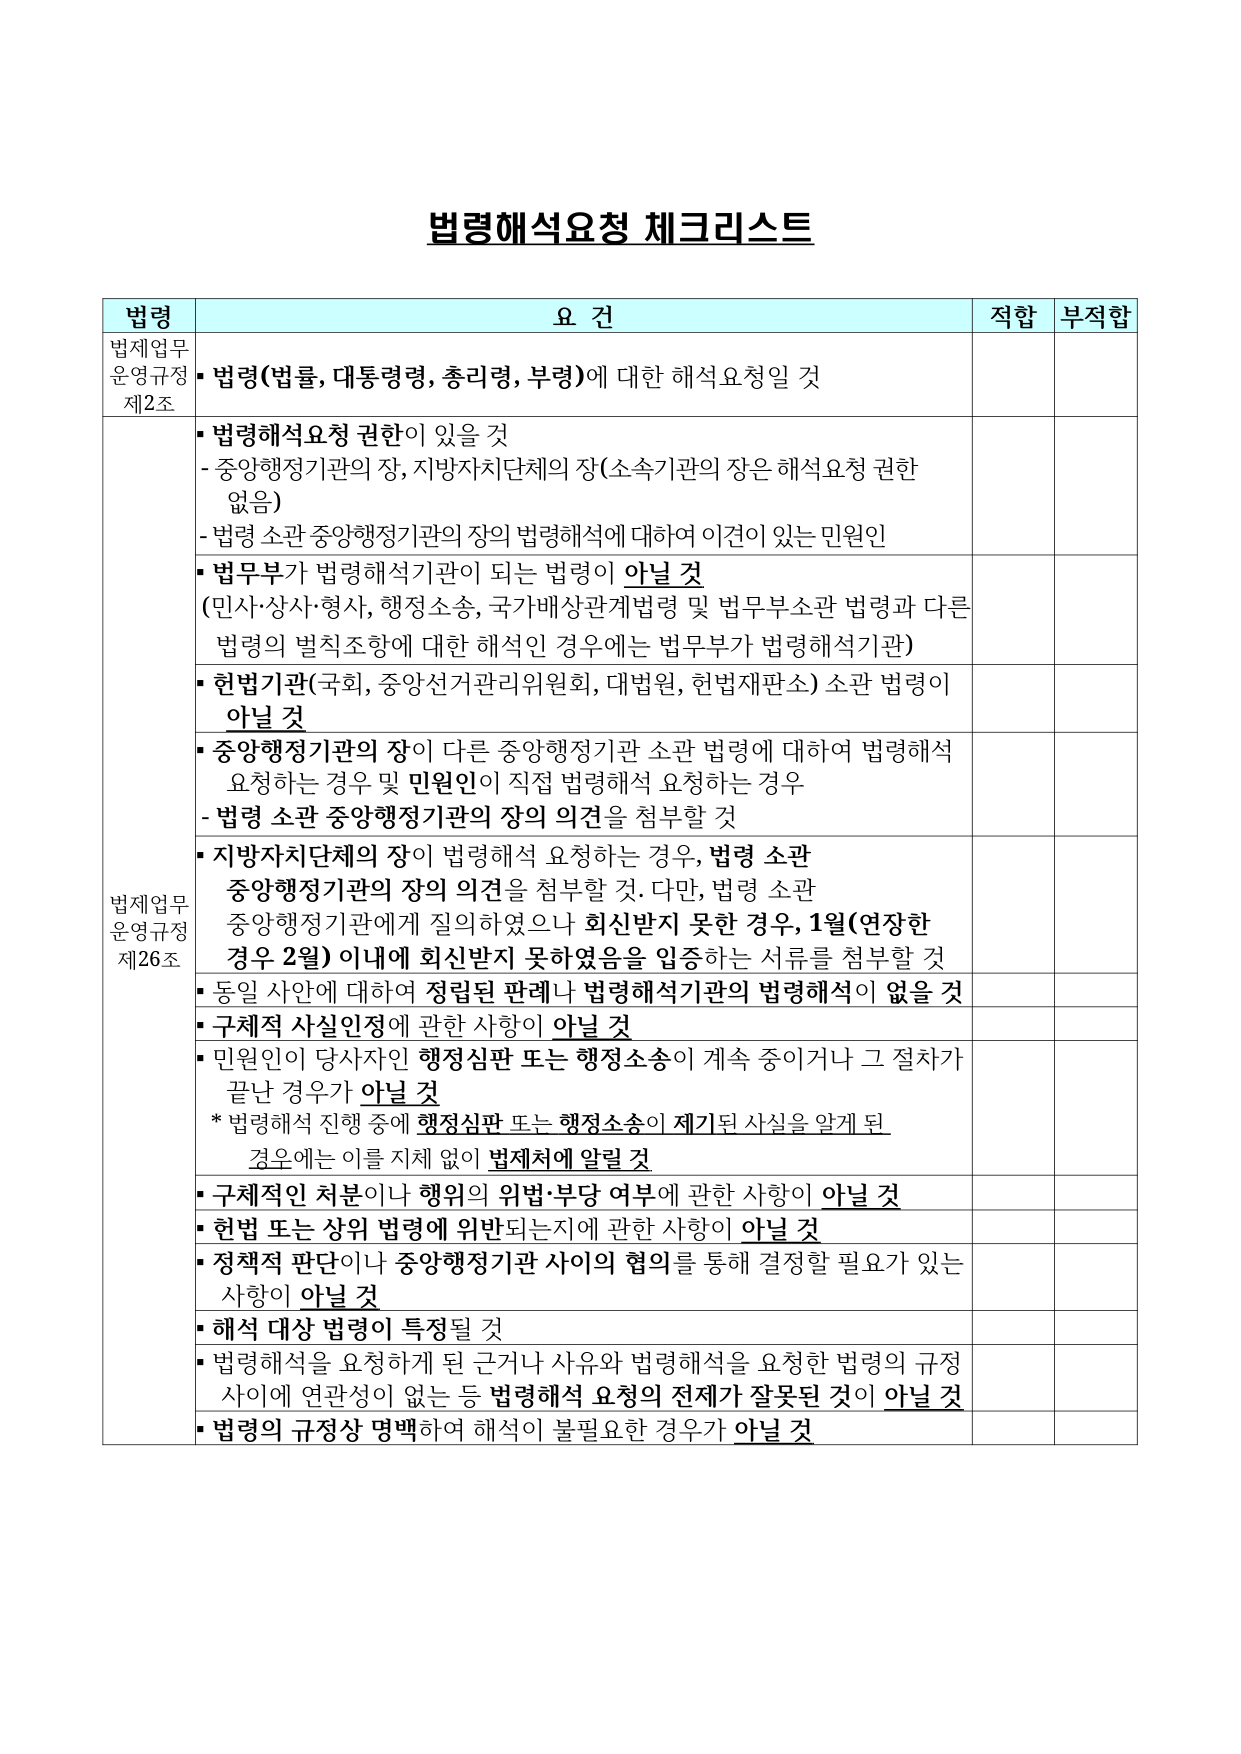 법령해석요청 체크리스트
법령 요 건 적합 부적합
법제업무
운영규정
제2조
▪ 법령(법률, 대통령령, 총리령, 부령)에 대한 해석요청일 것
법제업무
운영규정
제26조
▪ 법령해석요청 권한이 있을 것
- 중앙행정기관의 장, 지방자치단체의 장(소속기관의 장은 해석요청 권한
없음)
- 법령 소관 중앙행정기관의 장의 법령해석에 대하여 이견이 있는 민원인
▪ 법무부가 법령해석기관이 되는 법령이 아닐 것
(민사·상사·형사, 행정소송, 국가배상관계법령 및 법무부소관 법령과 다른
법령의 벌칙조항에 대한 해석인 경우에는 법무부가 법령해석기관)
▪ 헌법기관(국회, 중앙선거관리위원회, 대법원, 헌법재판소) 소관 법령이
아닐 것
▪ 중앙행정기관의 장이 다른 중앙행정기관 소관 법령에 대하여 법령해석
요청하는 경우 및 민원인이 직접 법령해석 요청하는 경우
- 법령 소관 중앙행정기관의 장의 의견을 첨부할 것
▪ 지방자치단체의 장이 법령해석 요청하는 경우, 법령 소관
중앙행정기관의 장의 의견을 첨부할 것. 다만, 법령 소관
중앙행정기관에게 질의하였으나 회신받지 못한 경우, 1월(연장한
경우 2월) 이내에 회신받지 못하였음을 입증하는 서류를 첨부할 것
▪ 동일 사안에 대하여 정립된 판례나 법령해석기관의 법령해석이 없을 것
▪ 구체적 사실인정에 관한 사항이 아닐 것
▪ 민원인이 당사자인 행정심판 또는 행정소송이 계속 중이거나 그 절차가
끝난 경우가 아닐 것
* 법령해석 진행 중에 행정심판 또는 행정소송이 제기된 사실을 알게 된
경우에는 이를 지체 없이 법제처에 알릴 것
▪ 구체적인 처분이나 행위의 위법·부당 여부에 관한 사항이 아닐 것
▪ 헌법 또는 상위 법령에 위반되는지에 관한 사항이 아닐 것
▪ 정책적 판단이나 중앙행정기관 사이의 협의를 통해 결정할 필요가 있는
사항이 아닐 것
▪ 해석 대상 법령이 특정될 것
▪ 법령해석을 요청하게 된 근거나 사유와 법령해석을 요청한 법령의 규정
사이에 연관성이 없는 등 법령해석 요청의 전제가 잘못된 것이 아닐 것
▪ 법령의 규정상 명백하여 해석이 불필요한 경우가 아닐 것